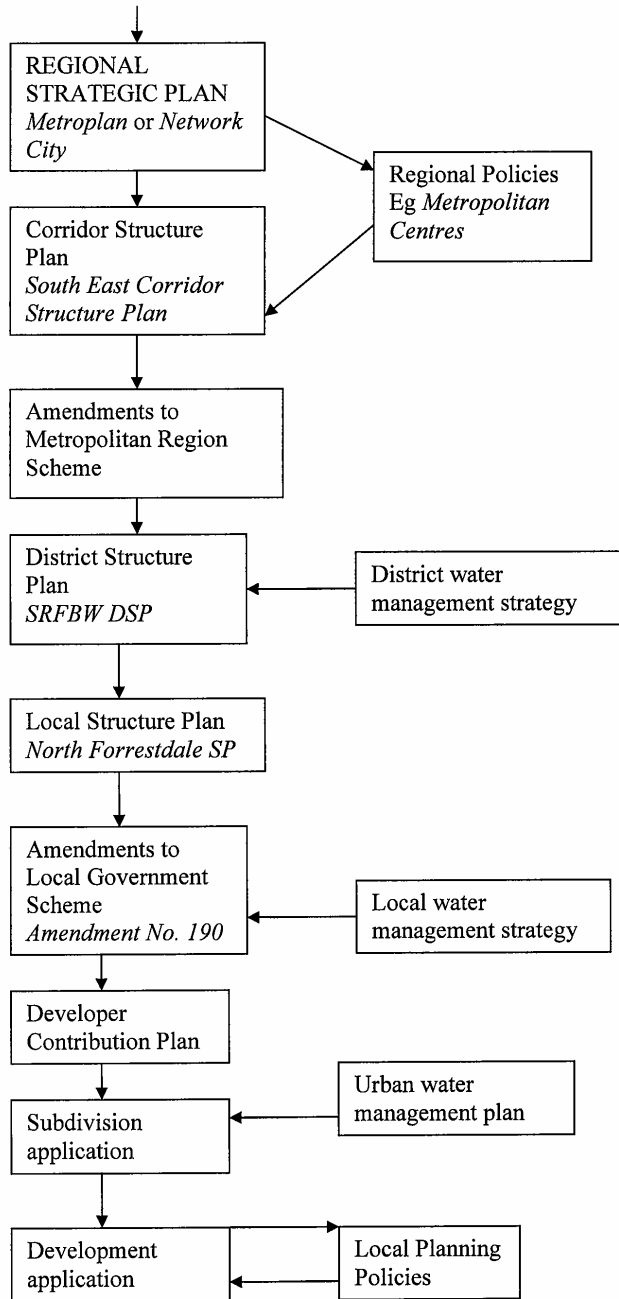 REGIONAL
STRATEGIC PLAN
Metroplan or Network
City
Regional Policies
Eg Metropolitan
Centres
Corridor Structure
Plan
South East Corridor
Structure Plan
Amendments to
Metropolitan Region
Scheme
District Structure
Plan
SRFBW DSP
District water
management strategy
Local Structure Plan
North Forrestdale SP
Amendments to
Local Government
Scheme
Amendment No. 190
Local water
management strategy
Developer
Contribution Plan
Urban water
management plan
Subdivision
application
Development
application
Local Planning
Policies